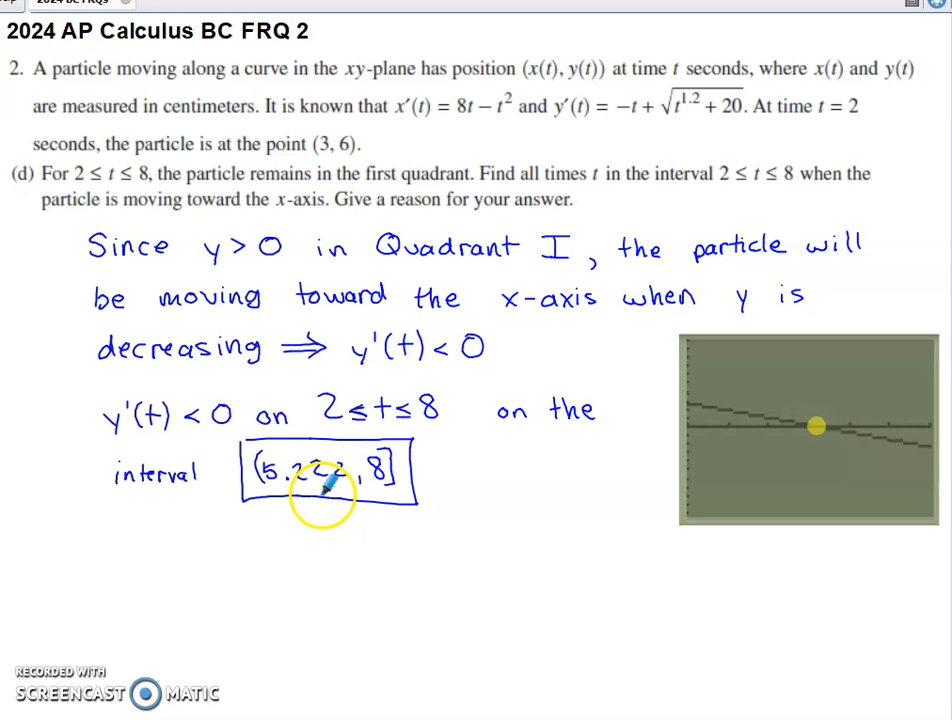 2024 AP Calculus BC FRQ 2
2. A particle moving along a curve in the xy-plane has position (x(t), y(t)) at time t seconds, where x(t) and y(t)
are measured in centimeters. It is known that x′(t) = 8t − t² and y′(t) = −t + √(t^1.2 + 20). At time t = 2
seconds, the particle is at the point (3, 6).
(d) For 2 ≤ t ≤ 8, the particle remains in the first quadrant. Find all times t in the interval 2 ≤ t ≤ 8 when the
particle is moving toward the x-axis. Give a reason for your answer.
Since y > 0 in Quadrant I, the particle will
be moving toward the x-axis when y is
decreasing ⟹ y'(t) < 0
y'(t) < 0 on 2 ≤ t ≤ 8 on the
interval (5.222, 8]
RECORDED WITH
SCREENCAST MATIC